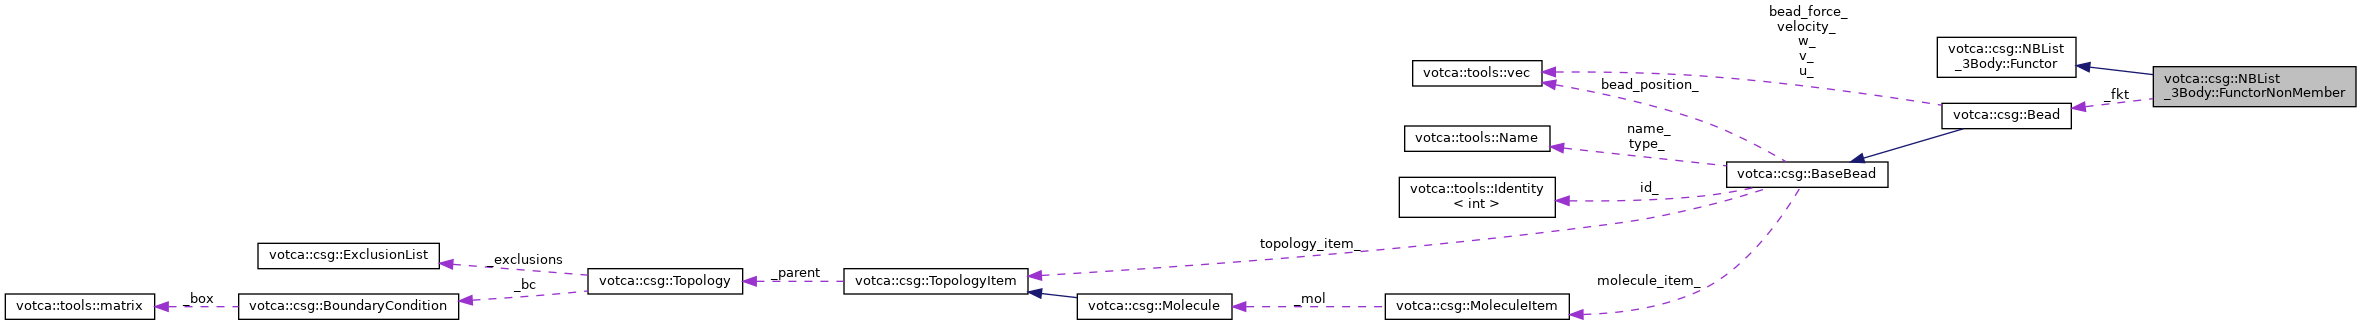 bead_force_
velocity_
w_
v_
u_
votca::csg::NBList
_3Body::Functor
votca::tools::vec
votca::csg::NBList
_3Body::FunctorNonMember
bead_position_
_fkt
votca::csg::Bead
name_
type_
votca::tools::Name
votca::csg::BaseBead
votca::tools::Identity
< int >
id_
topology_item_
votca::csg::ExclusionList
_exclusions
_parent
votca::csg::Topology
votca::csg::TopologyItem
molecule_item_
_bc
_box
_mol
votca::tools::matrix
votca::csg::BoundaryCondition
votca::csg::Molecule
votca::csg::MoleculeItem